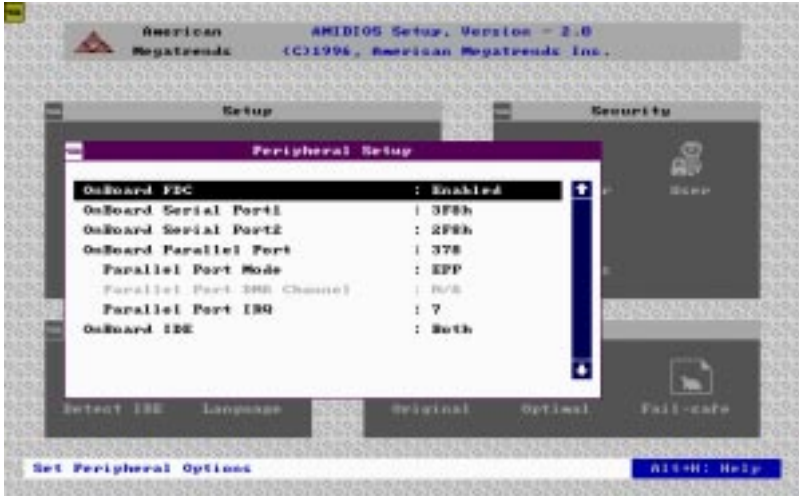 American
Megatrends
AMIBIOS Setup, Version - 2.0
(C)1996, American Megatrends Inc.
Setup
Security
Peripheral Setup
OnBoard FDC : Enabled
OnBoard Serial Port1 : 3F8h
OnBoard Serial Port2 : 2F8h
OnBoard Parallel Port : 378
Parallel Port Mode : EPP
Parallel Port DMA Channel : N/A
Parallel Port IRQ : 7
OnBoard IDE : Both
User
Detect IDE
Language
Original
Optimal
Fail-safe
Set Peripheral Options
Alt+H: Help